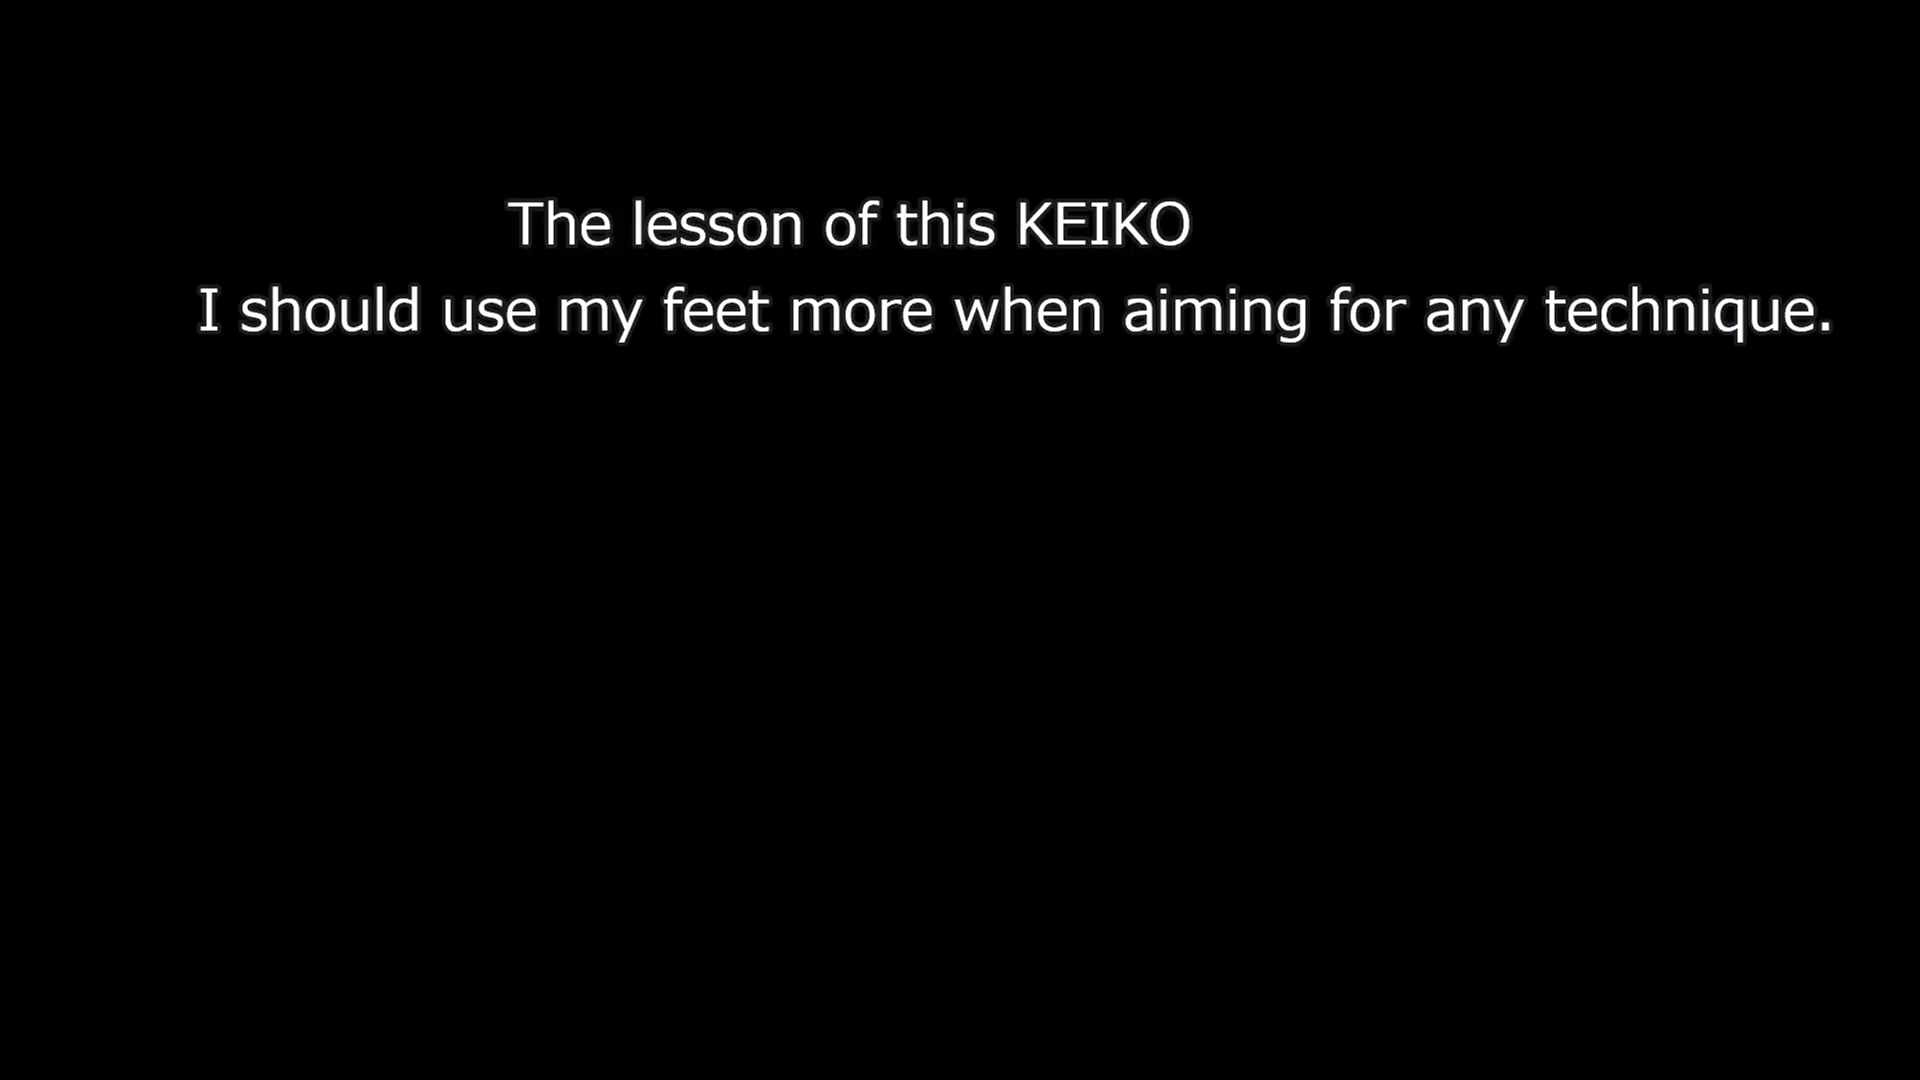 The lesson of this KEIKO
I should use my feet more when aiming for any technique.